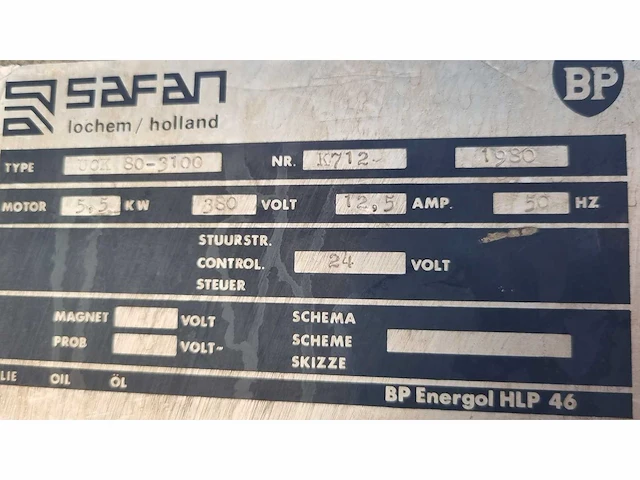 SAFAN
BP
lochem / holland
TYPE 80-3100 NR. K712- 1980
MOTOR 5,5 KW 380 VOLT 12,5 AMP. 50 HZ
STUURSTR.
CONTROL. 24 VOLT
STEUER
MAGNET VOLT SCHEMA
PROB VOLT~ SCHEME
SKIZZE
LIE OIL ÖL BP Energol HLP 46